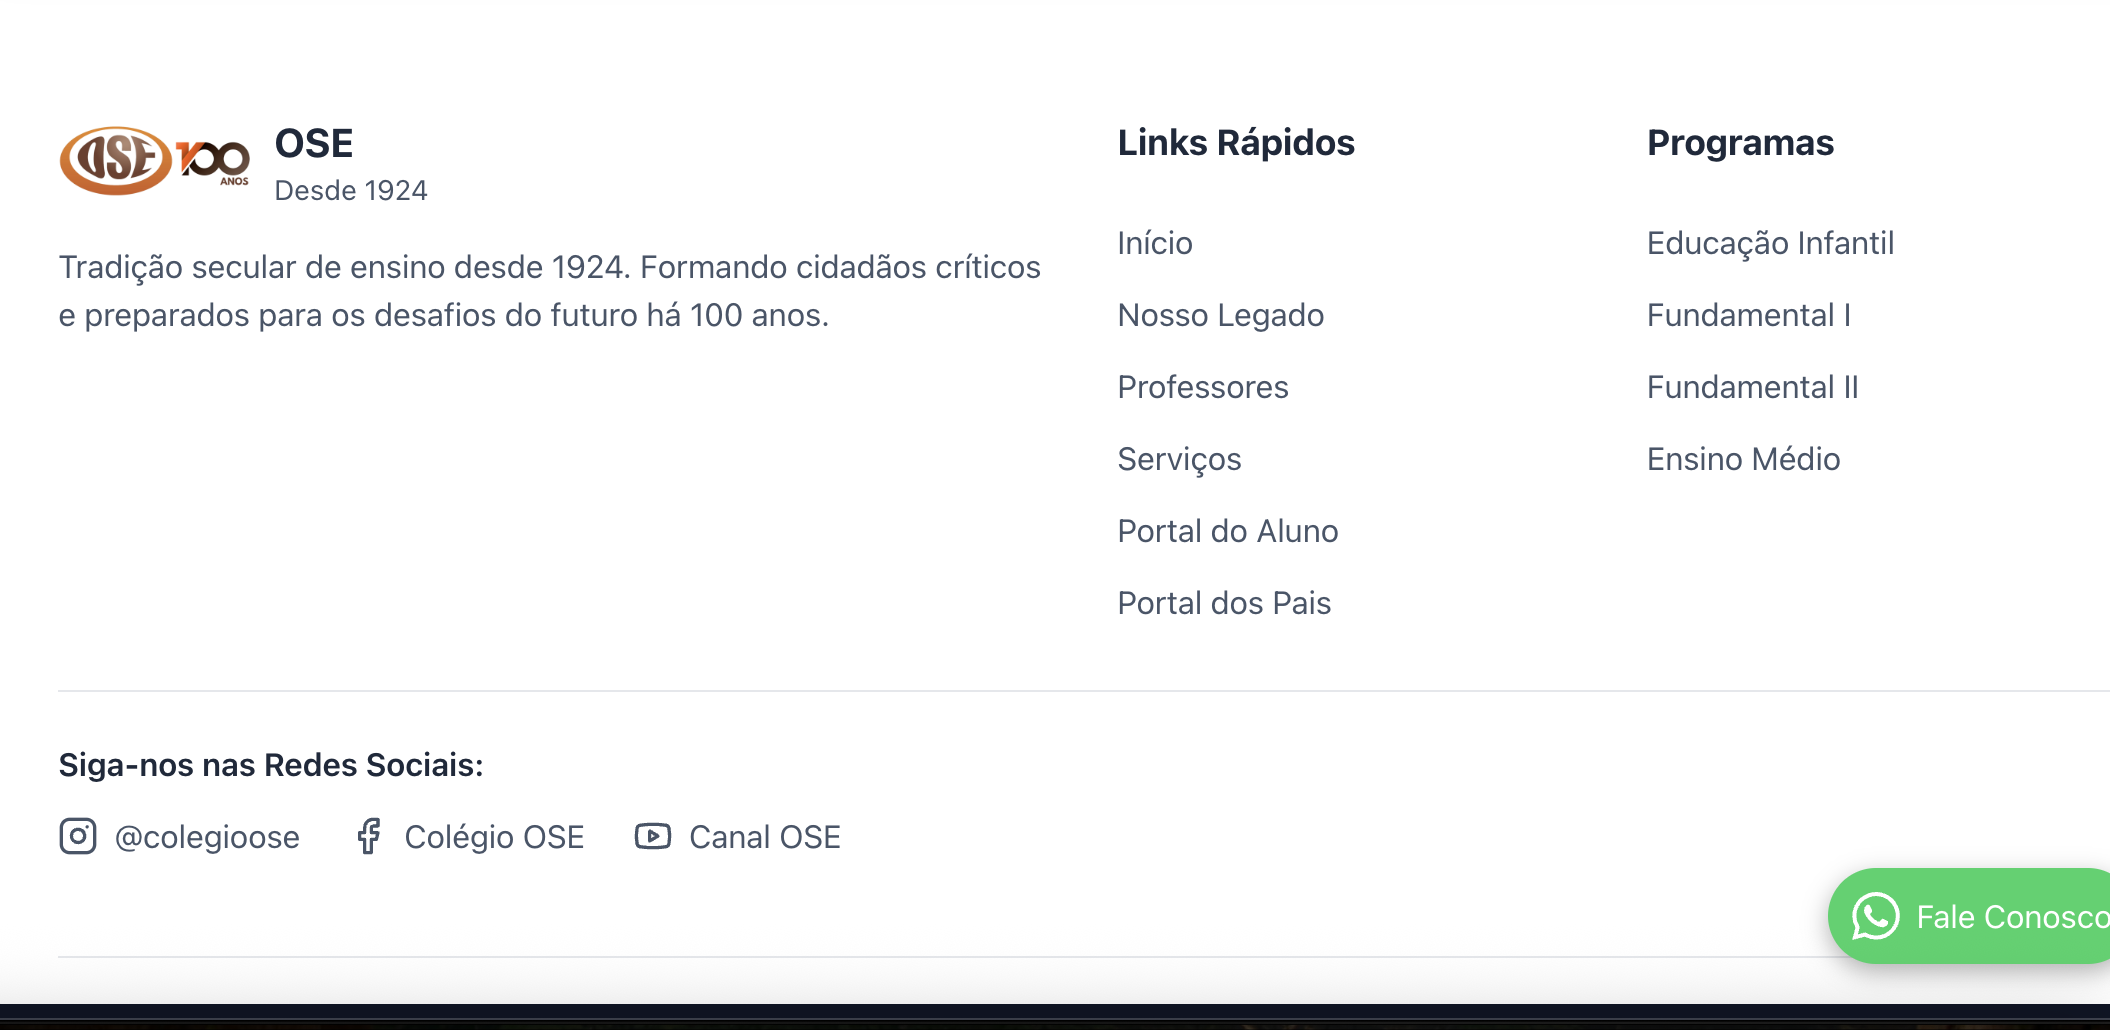 OSE 100 ANOS
OSE
Desde 1924
Tradição secular de ensino desde 1924. Formando cidadãos críticos
e preparados para os desafios do futuro há 100 anos.
Links Rápidos
Início
Nosso Legado
Professores
Serviços
Portal do Aluno
Portal dos Pais
Programas
Educação Infantil
Fundamental I
Fundamental II
Ensino Médio
Siga-nos nas Redes Sociais:
@colegioose
Colégio OSE
Canal OSE
Fale Conosco